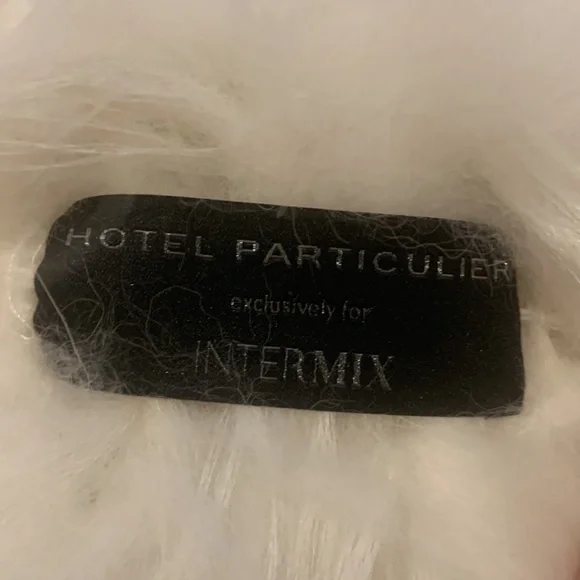 HOTEL PARTICULIER
exclusively for
INTERMIX